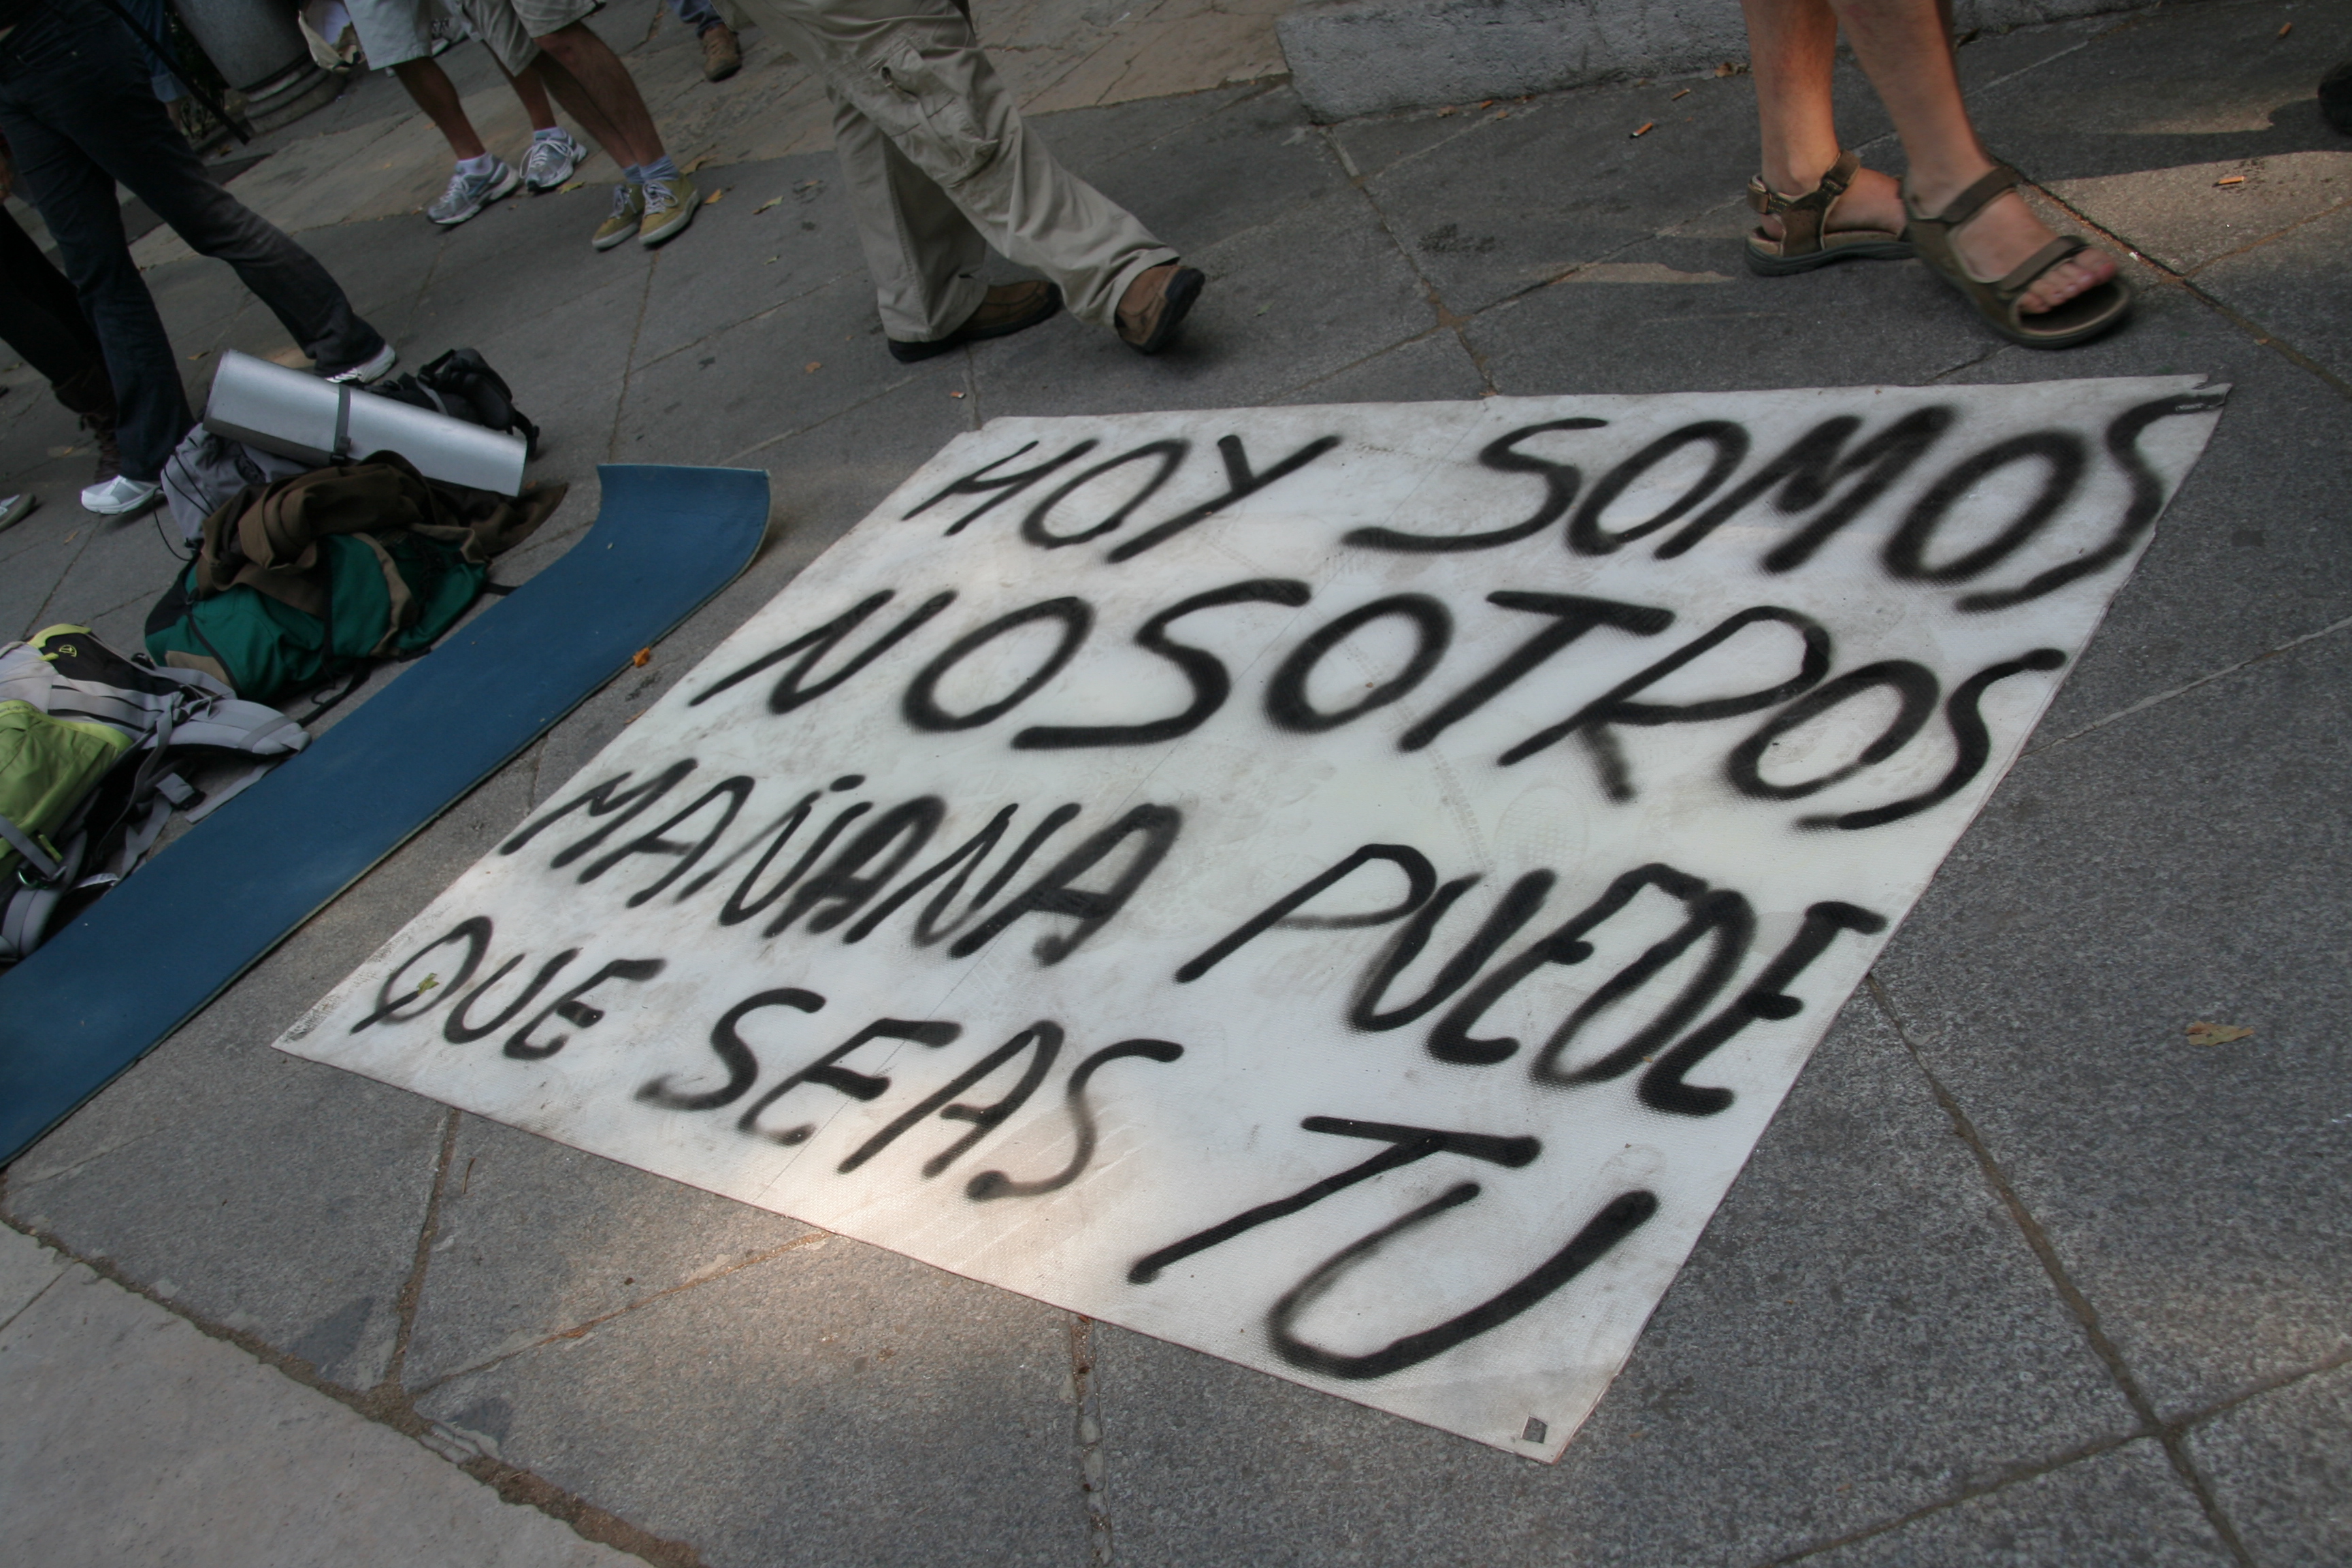 HOY SOMOS
NOSOTROS
MAÑANA PUEDE
QUE SEAS TU